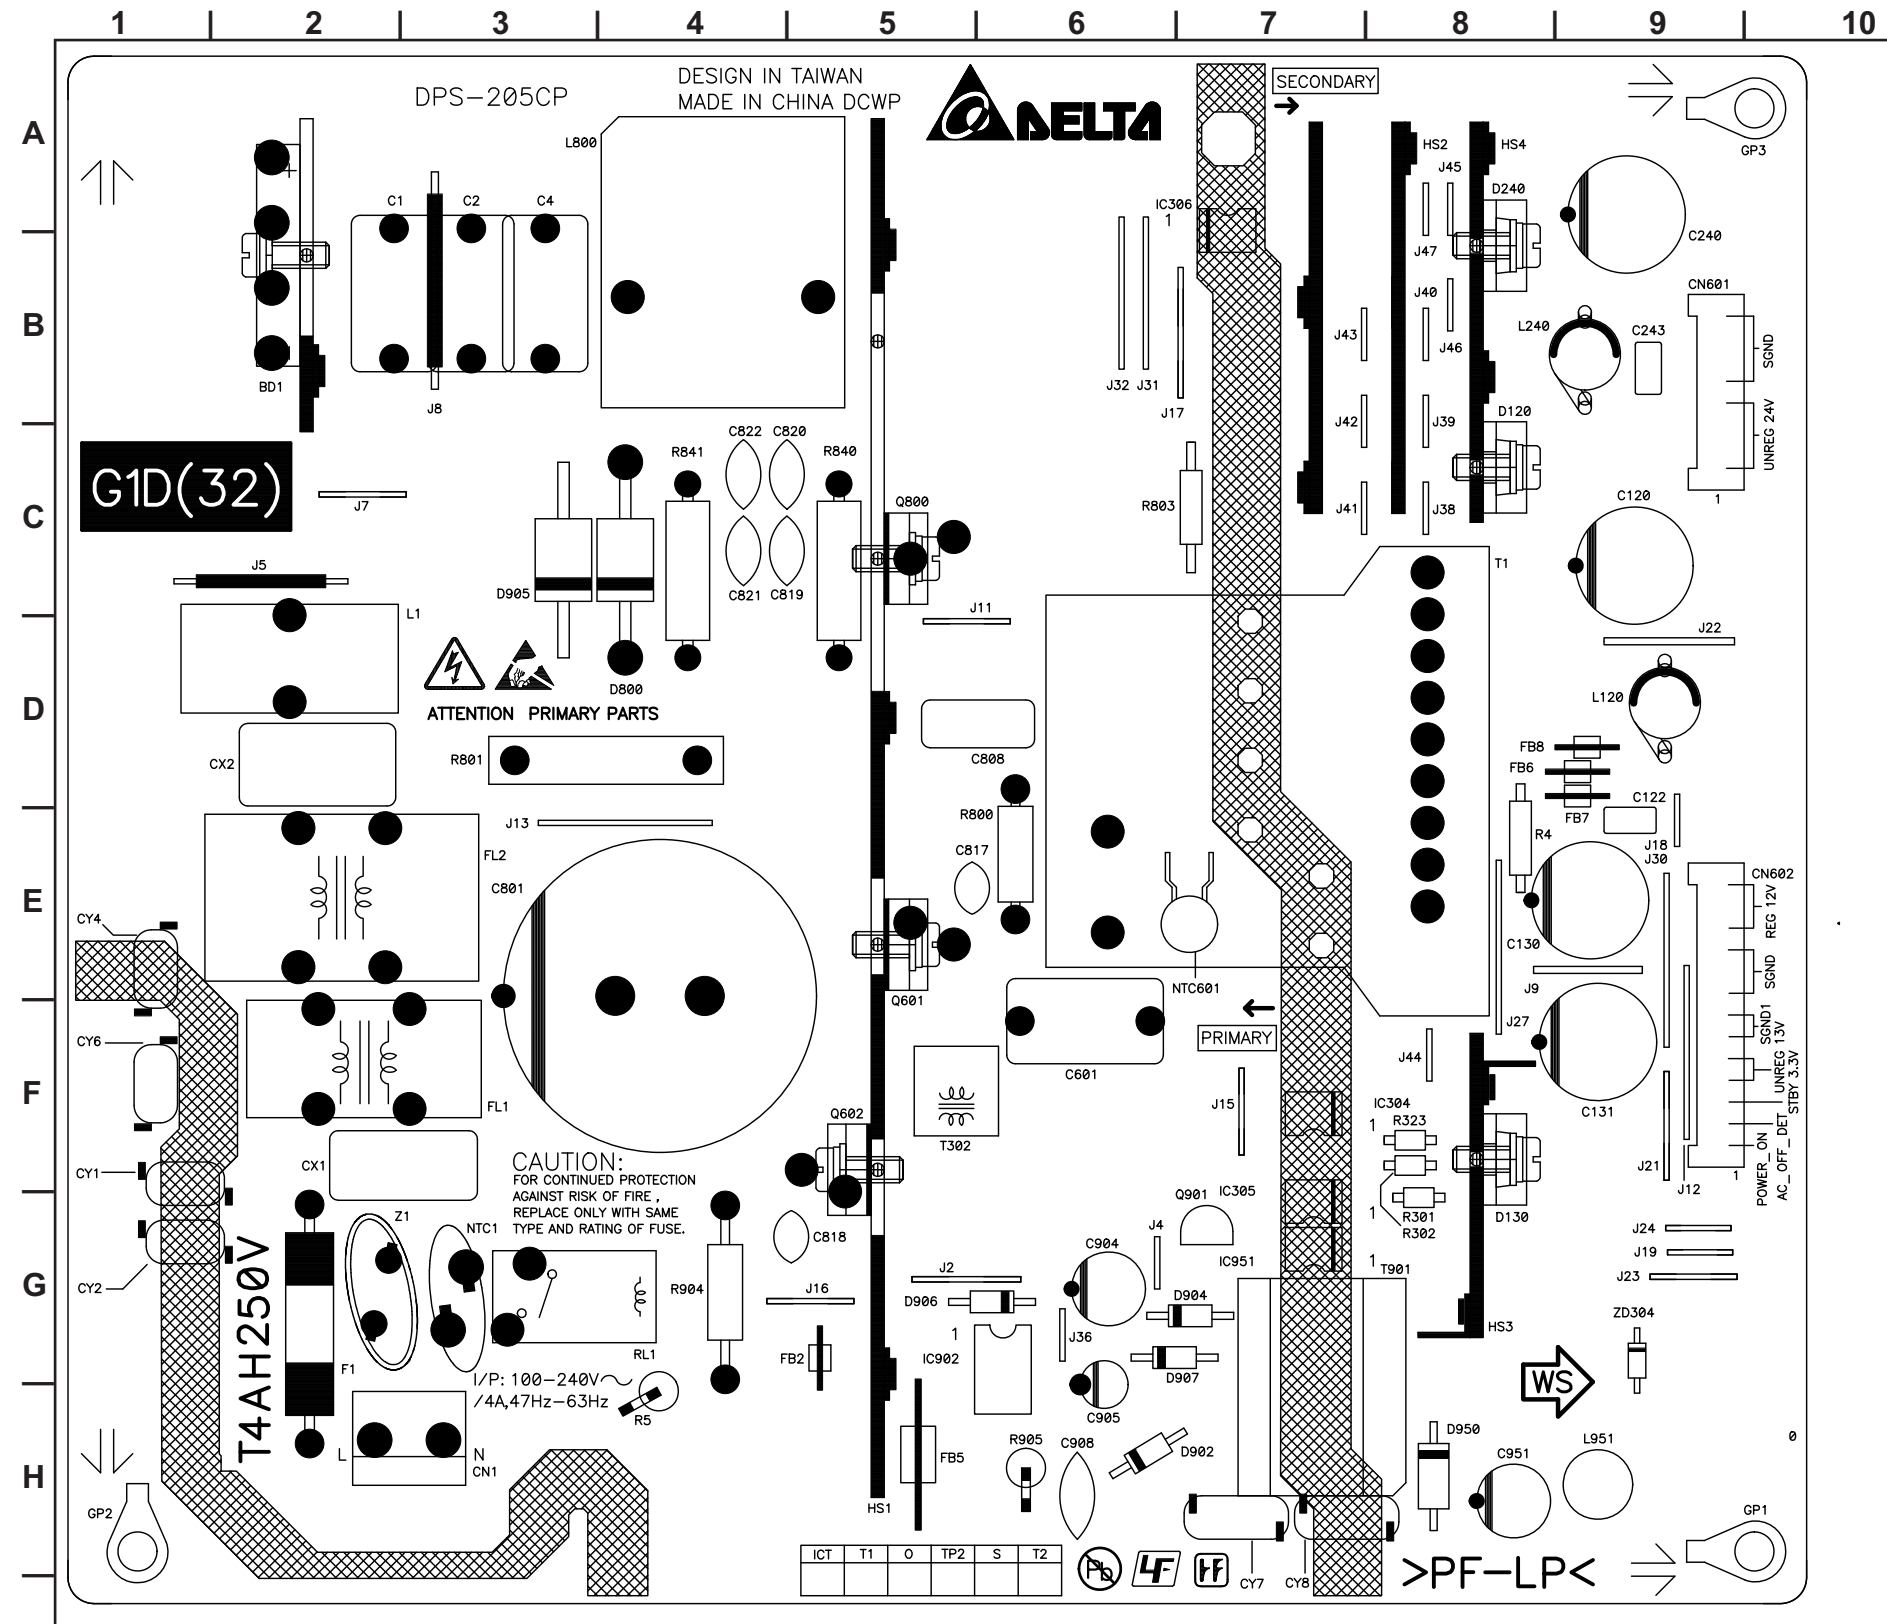 1 2 3 4 5 6 7 8 9 10
DPS-205CP
DESIGN IN TAIWAN
MADE IN CHINA DCWP
DELTA
SECONDARY
A
L800
HS2
J45
HS4
GP3
C1
C2
C4
IC306
1
D240
J47
C240
B
J40
CN601
L240
C243
J43
J46
SGND
BD1
J8
J32
J31
J17
UNREG 24V
D120
C822
C820
J42
J39
R841
R840
G1D(32)
C
J7
Q800
R803
J41
J38
C120
1
J5
T1
D905
C821
C819
L1
J11
J22
D
D800
L120
ATTENTION PRIMARY PARTS
CX2
R801
C808
FB8
FB6
C122
FB7
J13
R800
R4
J18
J30
FL2
C817
CN602
C801
E
REG 12V
CY4
C130
SGND
NTC601
J9
Q601
CY6
PRIMARY
J27
SGND1
J44
F
C601
UNREG 13V
STBY 3.3V
FL1
Q602
J15
IC304
C131
1
R323
T302
POWER_ON
AC_OFF_DET
CY1
CX1
CAUTION:
FOR CONTINUED PROTECTION
AGAINST RISK OF FIRE ,
REPLACE ONLY WITH SAME
TYPE AND RATING OF FUSE.
J21
J12
1
Q901
IC305
1
R301
R302
D130
Z1
NTC1
C818
J4
C904
IC951
1
T901
J24
J19
J23
G
CY2
T4AH250V
R904
J16
J2
D906
D904
ZD304
RL1
FB2
1
IC902
J36
HS3
F1
I/P: 100-240V
/4A,47Hz-63Hz
D907
WS
R5
C905
L
N
CN1
R905
C908
D902
D950
C951
L951
0
FB5
H
GP2
HS1
GP1
ICT T1 O TP2 S T2
Pb
LF
CY7
CY8
>PF-LP<